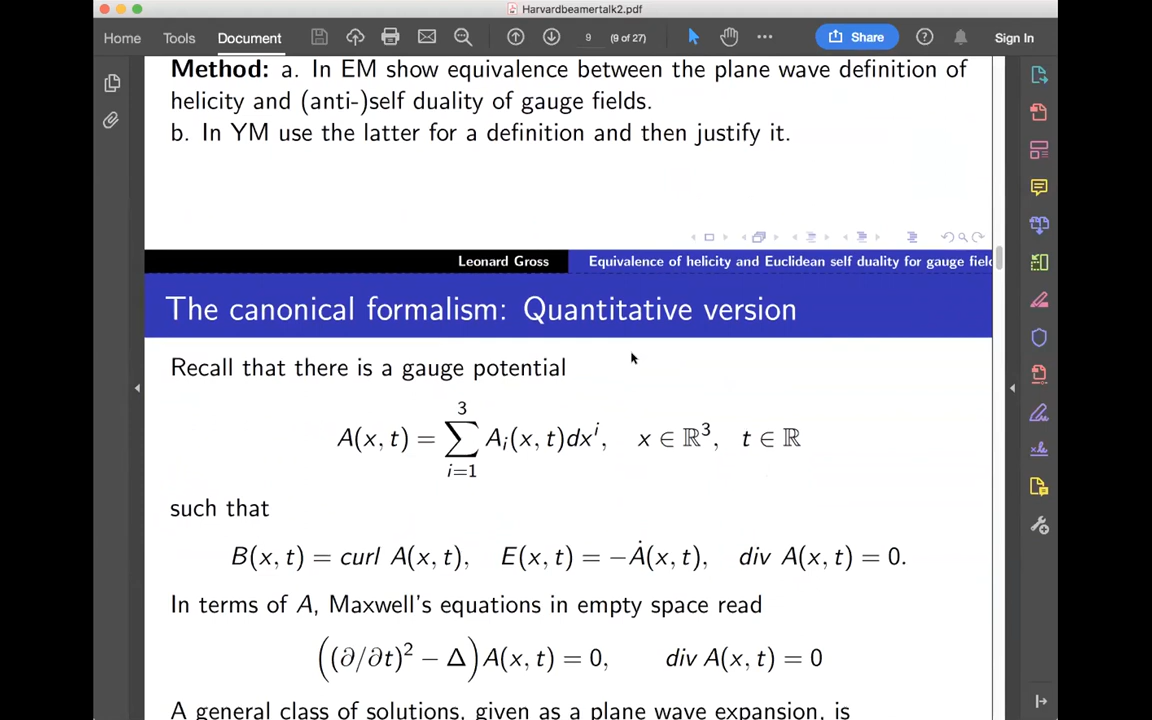 Harvardbeamertalk2.pdf
Home Tools Document 9 (9 of 27) Share Sign In
Method: a. In EM show equivalence between the plane wave definition of
helicity and (anti-)self duality of gauge fields.
b. In YM use the latter for a definition and then justify it.
Leonard Gross Equivalence of helicity and Euclidean self duality for gauge field
The canonical formalism: Quantitative version
Recall that there is a gauge potential
A(x, t) = ∑_{i=1}^{3} A_i(x, t)dx^i, x ∈ ℝ³, t ∈ ℝ
such that
B(x, t) = curl A(x, t), E(x, t) = −Ȧ(x, t), div A(x, t) = 0.
In terms of A, Maxwell's equations in empty space read
((∂/∂t)² − Δ)A(x, t) = 0, div A(x, t) = 0
A general class of solutions, given as a plane wave expansion, is